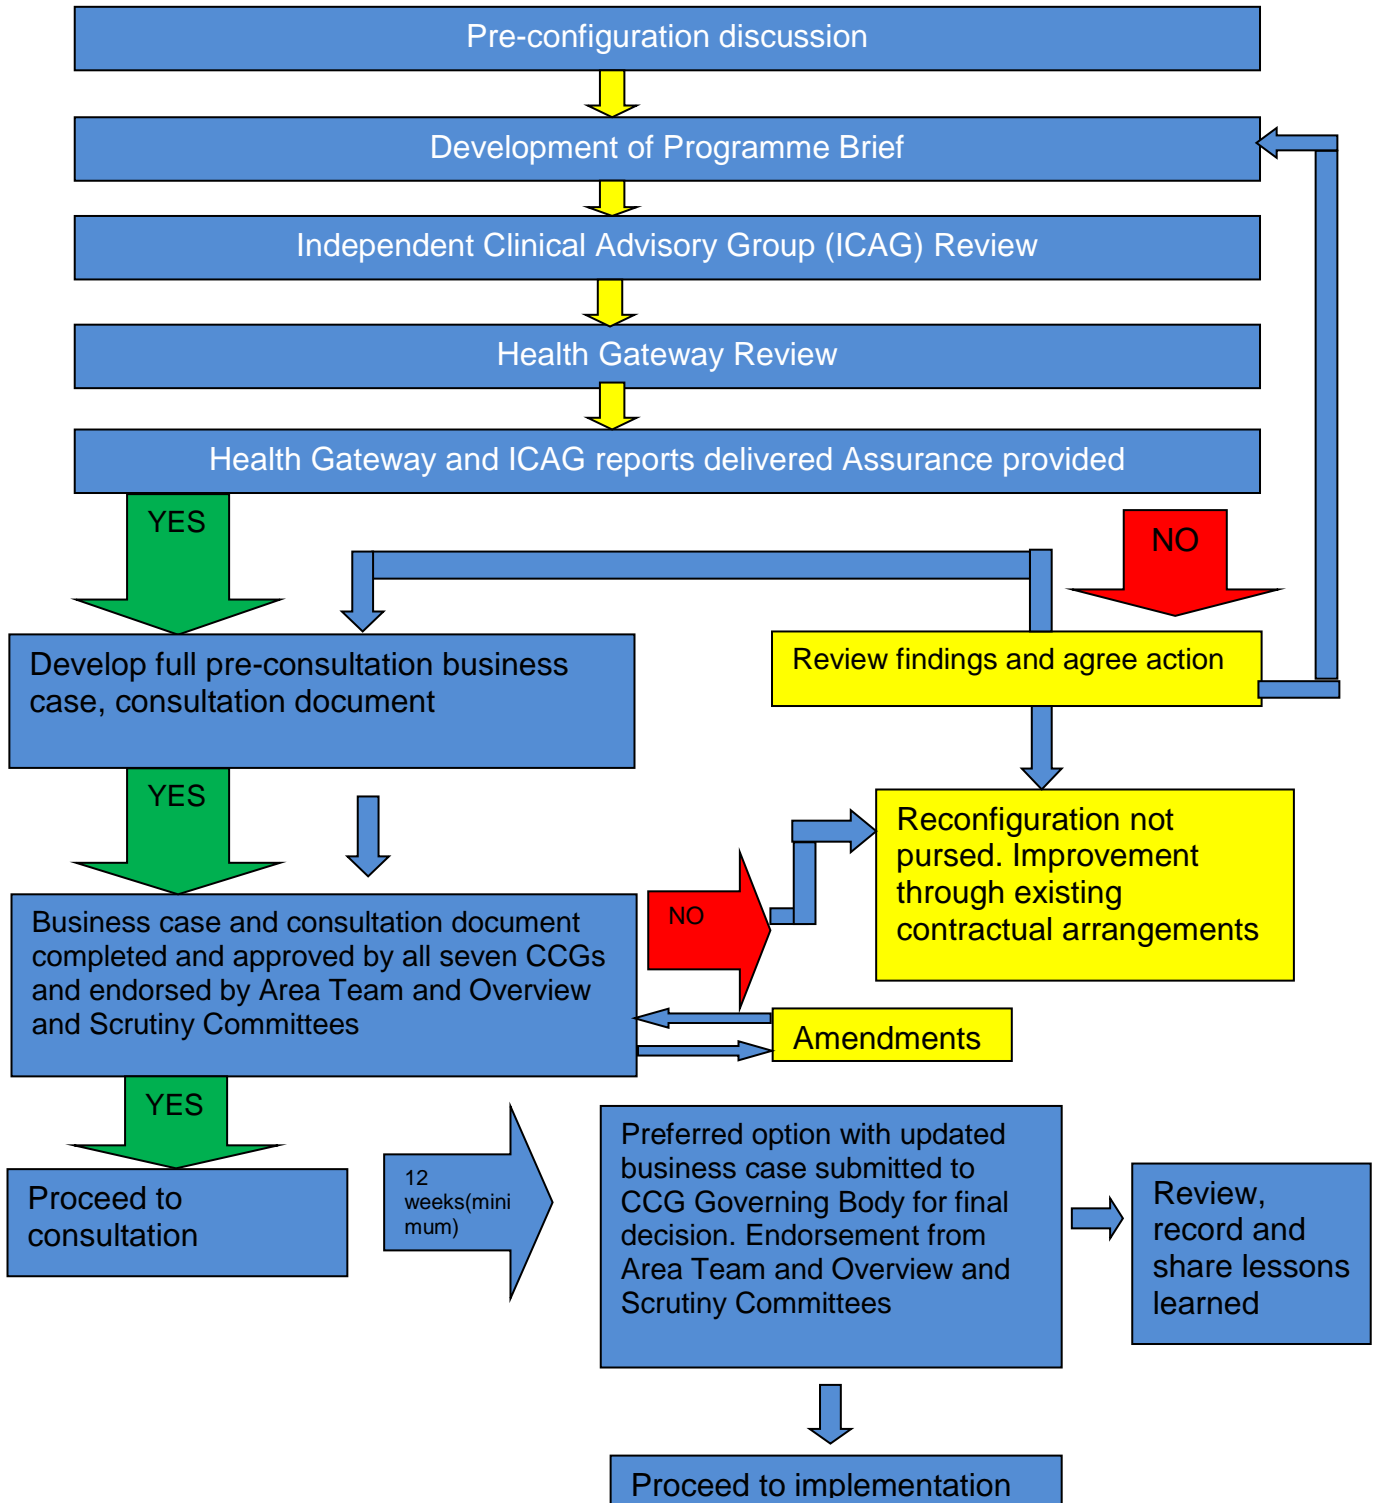 Pre-configuration discussion
Development of Programme Brief
Independent Clinical Advisory Group (ICAG) Review
Health Gateway Review
Health Gateway and ICAG reports delivered Assurance provided
YES
NO
Develop full pre-consultation business
case, consultation document
Review findings and agree action
YES
Reconfiguration not
pursed. Improvement
through existing
contractual arrangements
Business case and consultation document
completed and approved by all seven CCGs
and endorsed by Area Team and Overview
and Scrutiny Committees
NO
Amendments
YES
Proceed to
consultation
12
weeks(mini
mum)
Preferred option with updated
business case submitted to
CCG Governing Body for final
decision. Endorsement from
Area Team and Overview and
Scrutiny Committees
Review,
record and
share lessons
learned
Proceed to implementation